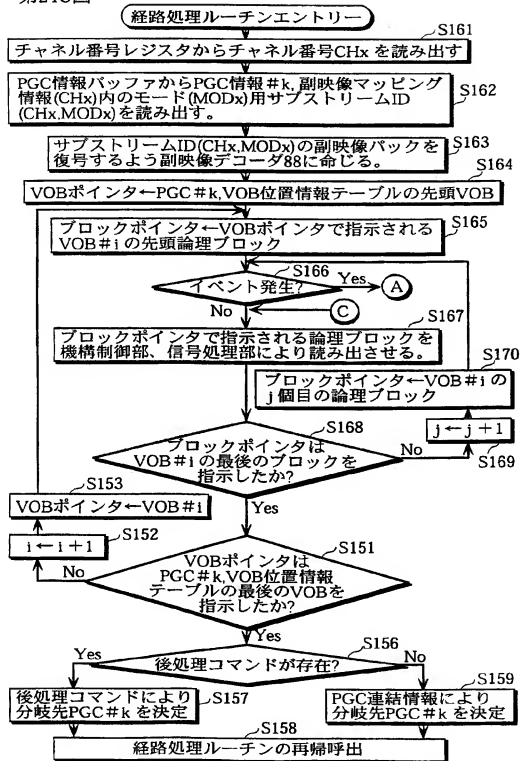 経路処理ルーチンエントリー
S161
チャネル番号レジスタからチャネル番号CHx を読み出す
PGC情報バッファからPGC情報#k, 副映像マッピング
情報(CHx)内のモード(MODx)用サブストリームID
(CHx,MODx)を読み出す。
S162
サブストリームID(CHx,MODx)の副映像パックを
復号するよう副映像デコーダ88に命じる。
S163
S164
VOBポインタ←PGC#k,VOB位置情報テーブルの先頭VOB
ブロックポインタ←VOBポインタで指示される
VOB#iの先頭論理ブロック
S165
S166
イベント発生?
Yes
A
No
C
S167
ブロックポインタで指示される論理ブロックを
機構制御部、信号処理部により読み出させる。
S170
ブロックポインタ←VOB#iの
j個目の論理ブロック
j←j+1
S169
S168
ブロックポインタは
VOB#iの最後のブロックを
指示したか?
No
Yes
S153
VOBポインタ←VOB#i
S152
i←i+1
No
S151
VOBポインタは
PGC#k,VOB位置情報
テーブルの最後のVOBを
指示したか?
Yes
S156
後処理コマンドが存在?
Yes
No
S157
後処理コマンドにより
分岐先PGC#k を決定
S159
PGC連結情報により
分岐先PGC#k を決定
S158
経路処理ルーチンの再帰呼出